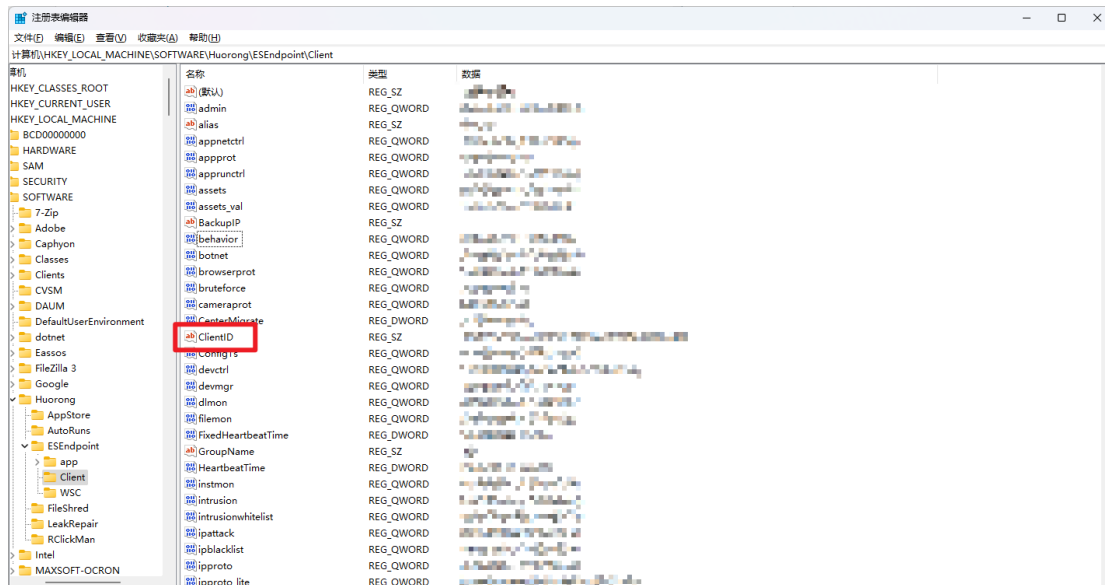 注册表编辑器
文件(F) 编辑(E) 查看(V) 收藏夹(A) 帮助(H)
计算机\HKEY_LOCAL_MACHINE\SOFTWARE\Huorong\ESEndpoint\Client
HKEY_CLASSES_ROOT
HKEY_CURRENT_USER
HKEY_LOCAL_MACHINE
BCD00000000
HARDWARE
SAM
SECURITY
SOFTWARE
7-Zip
Adobe
Caphyon
Classes
Clients
CVSM
DAUM
DefaultUserEnvironment
dotnet
Eassos
FileZilla 3
Google
Huorong
AppStore
AutoRuns
ESEndpoint
app
Client
WSC
FileShred
LeakRepair
RClickMan
Intel
MAXSOFT-OCRON
名称 类型 数据
(默认) REG_SZ
admin REG_QWORD
alias REG_SZ
appnetctrl REG_QWORD
appprot REG_QWORD
apprunctrl REG_QWORD
assets REG_QWORD
assets_val REG_QWORD
BackupIP REG_SZ
behavior REG_QWORD
botnet REG_QWORD
browserprot REG_QWORD
bruteforce REG_QWORD
cameraprot REG_QWORD
CenterMigrate REG_DWORD
ClientID REG_SZ
ConfigTs REG_QWORD
devctrl REG_QWORD
devmgr REG_QWORD
dlmon REG_QWORD
filemon REG_QWORD
FixedHeartbeatTime REG_DWORD
GroupName REG_SZ
HeartbeatTime REG_DWORD
instmon REG_QWORD
intrusion REG_QWORD
intrusionwhitelist REG_QWORD
ipattack REG_QWORD
ipblacklist REG_QWORD
ipproto REG_QWORD
ipproto_lite REG_QWORD